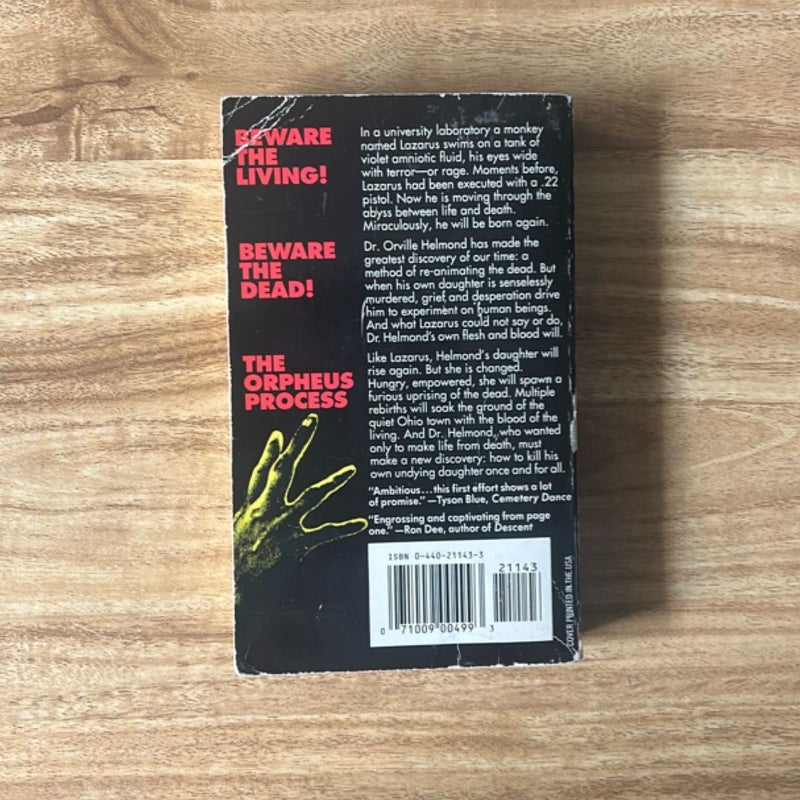 BEWARE
THE
LIVING!
BEWARE
THE
DEAD!
THE
ORPHEUS
PROCESS
In a university laboratory a monkey
named Lazarus swims on a tank of
violet amniotic fluid, his eyes wide
with terror—or rage. Moments before,
Lazarus had been executed with a .22
pistol. Now he is moving through the
abyss between life and death.
Miraculously, he will be born again.
Dr. Orville Helmond has made the
greatest discovery of our time: a
method of re-animating the dead. But
when his own daughter is senselessly
murdered, grief and desperation drive
him to experiment on human beings.
And what Lazarus could not say or do,
Dr. Helmond's own flesh and blood will.
Like Lazarus, Helmond's daughter will
rise again. But she is changed.
Hungry, empowered, she will spawn a
furious uprising of the dead. Multiple
rebirths will soak the ground of the
quiet Ohio town with the blood of the
living. And Dr. Helmond, who wanted
only to make life from death, must
make a new discovery: how to kill his
own undying daughter once and for all.
"Ambitious...this first effort shows a lot
of promise." —Tyson Blue, Cemetery Dance
"Engrossing and captivating from page
one." —Ron Dee, author of Descent
ISBN 0-440-21143-3
21143
0 71009 00499 3
COVER PRINTED IN THE USA